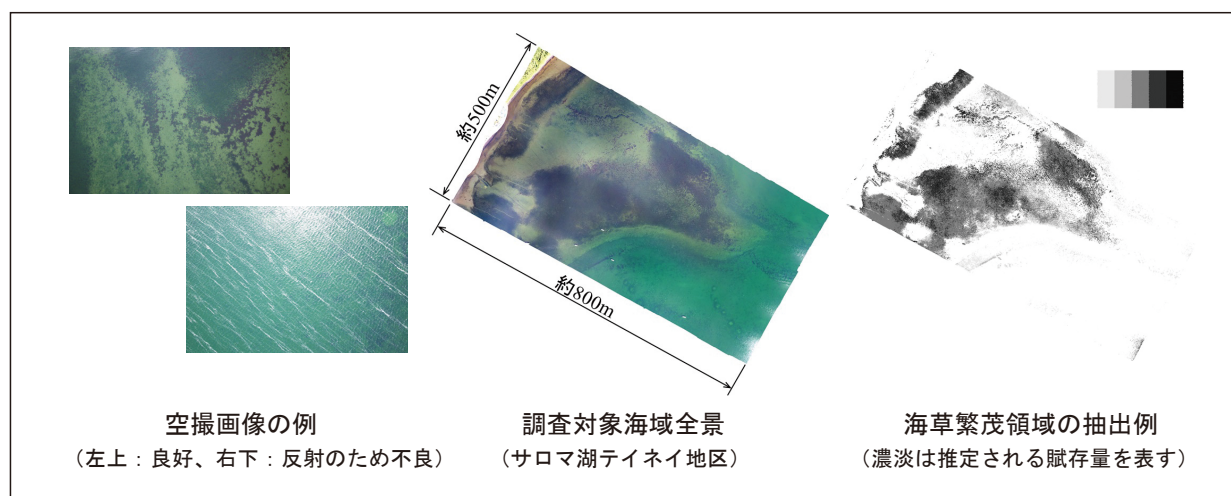 約500m
約800m
空撮画像の例
（左上：良好、右下：反射のため不良）
調査対象海域全景
（サロマ湖テイネイ地区）
海草繁茂領域の抽出例
（濃淡は推定される賦存量を表す）